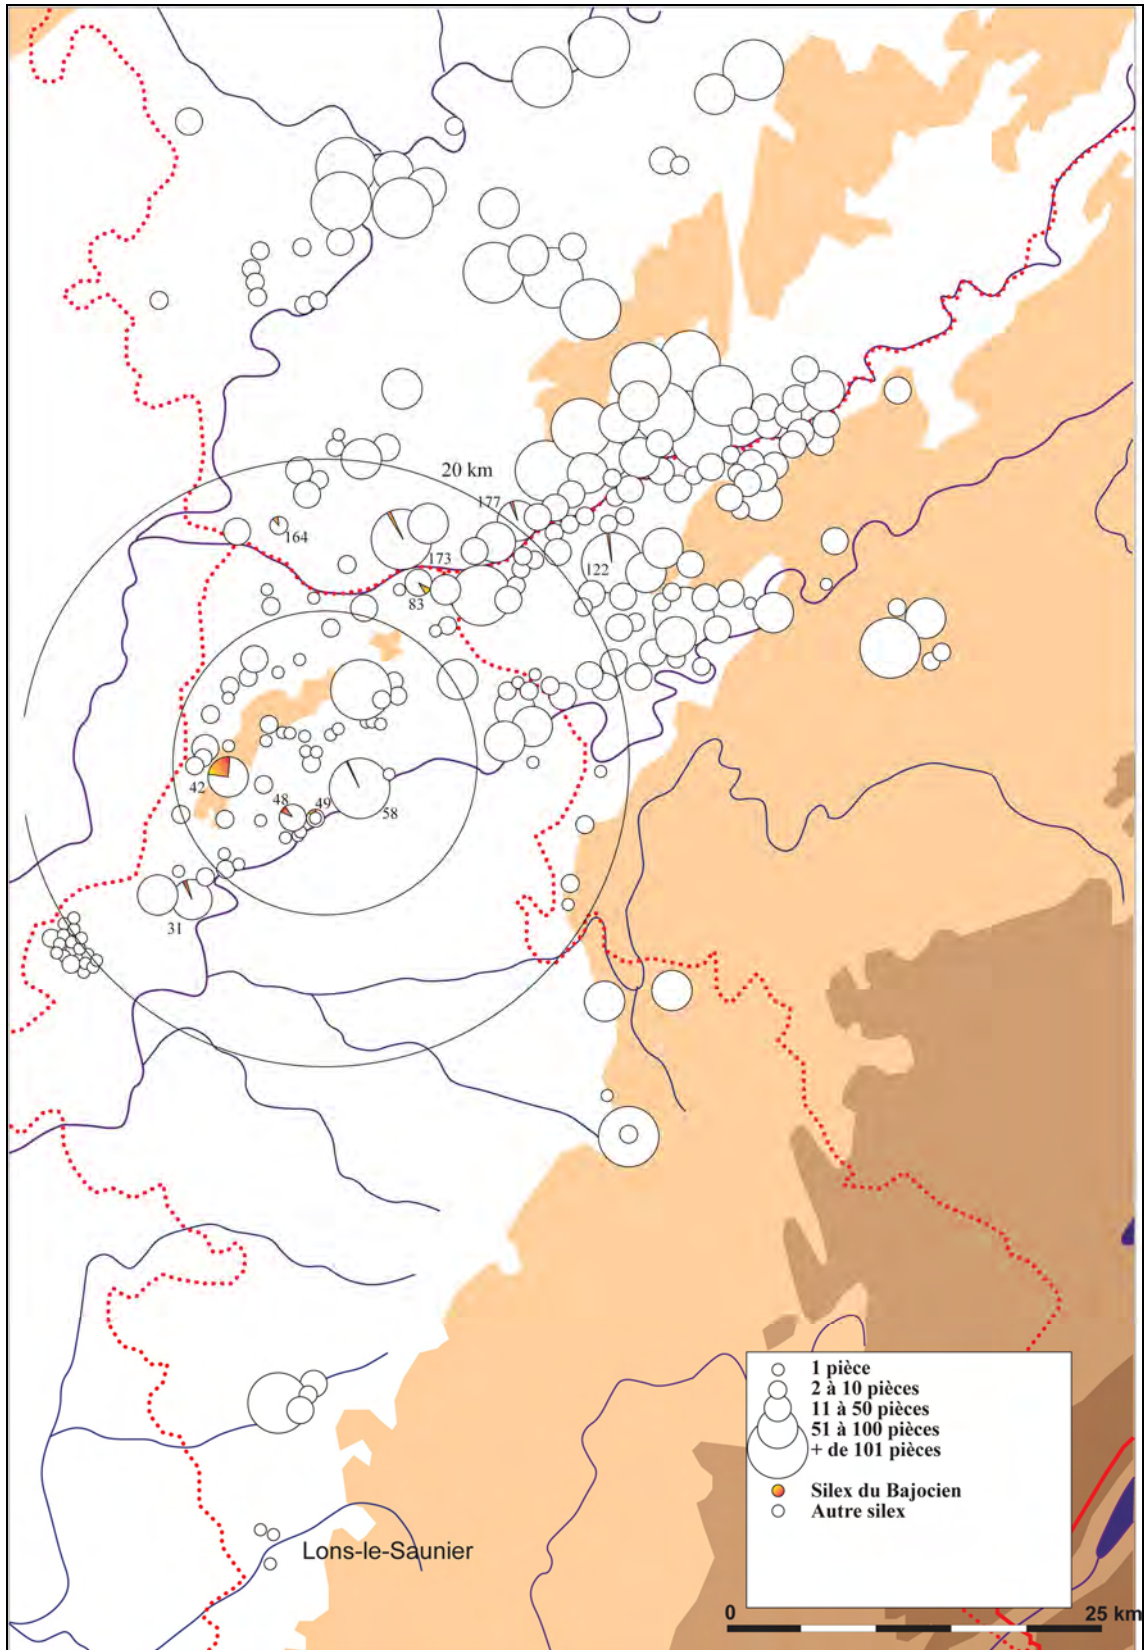 20 km
177
164
173
122
83
42
48
49
58
31
1 pièce
2 à 10 pièces
11 à 50 pièces
51 à 100 pièces
+ de 101 pièces
Silex du Bajocien
Autre silex
Lons-le-Saunier
0 25 km